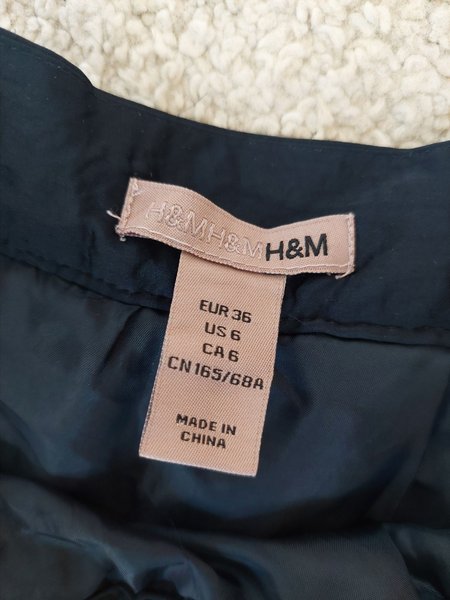 H&MH&MH&M
EUR 36
US 6
CA 6
CN 165/68A
MADE IN
CHINA